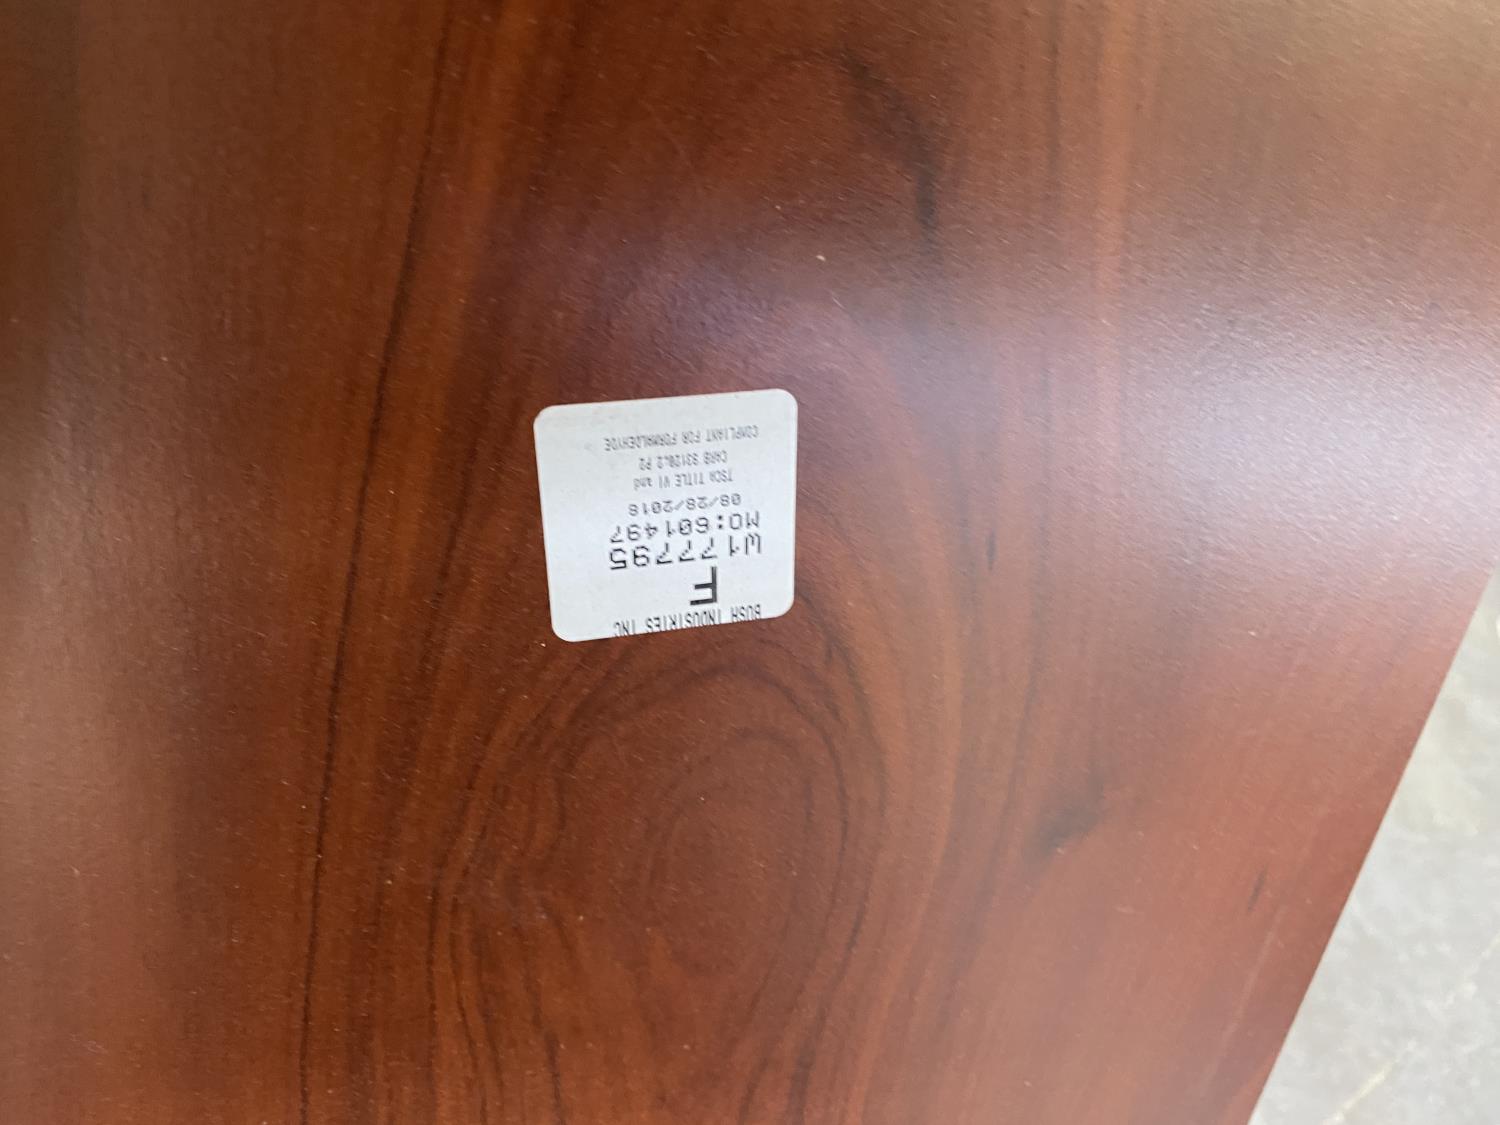 BUSH INDUSTRIES INC
F
W177795
MO:601497
08/28/2018
TSCA TITLE VI and
CARB 93120.2 P2
COMPLIANT FOR FORMALDEHYDE